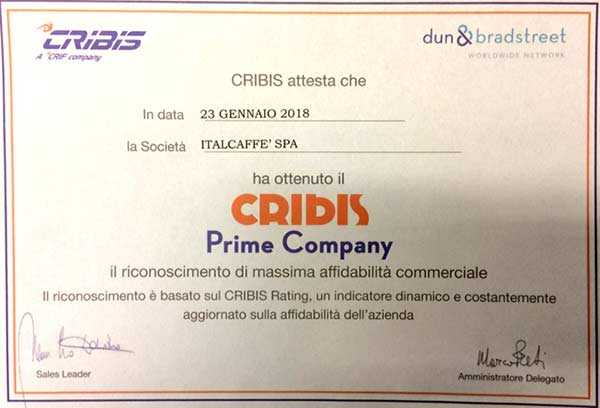 CRIBIS
A CRIF company
dun & bradstreet
WORLDWIDE NETWORK
CRIBIS attesta che
In data 23 GENNAIO 2018
la Società ITALCAFFE' SPA
ha ottenuto il
CRIBIS
Prime Company
il riconoscimento di massima affidabilità commerciale
Il riconoscimento è basato sul CRIBIS Rating, un indicatore dinamico e costantemente
aggiornato sulla affidabilità dell'azienda
Sales Leader
Marco Preti
Amministratore Delegato